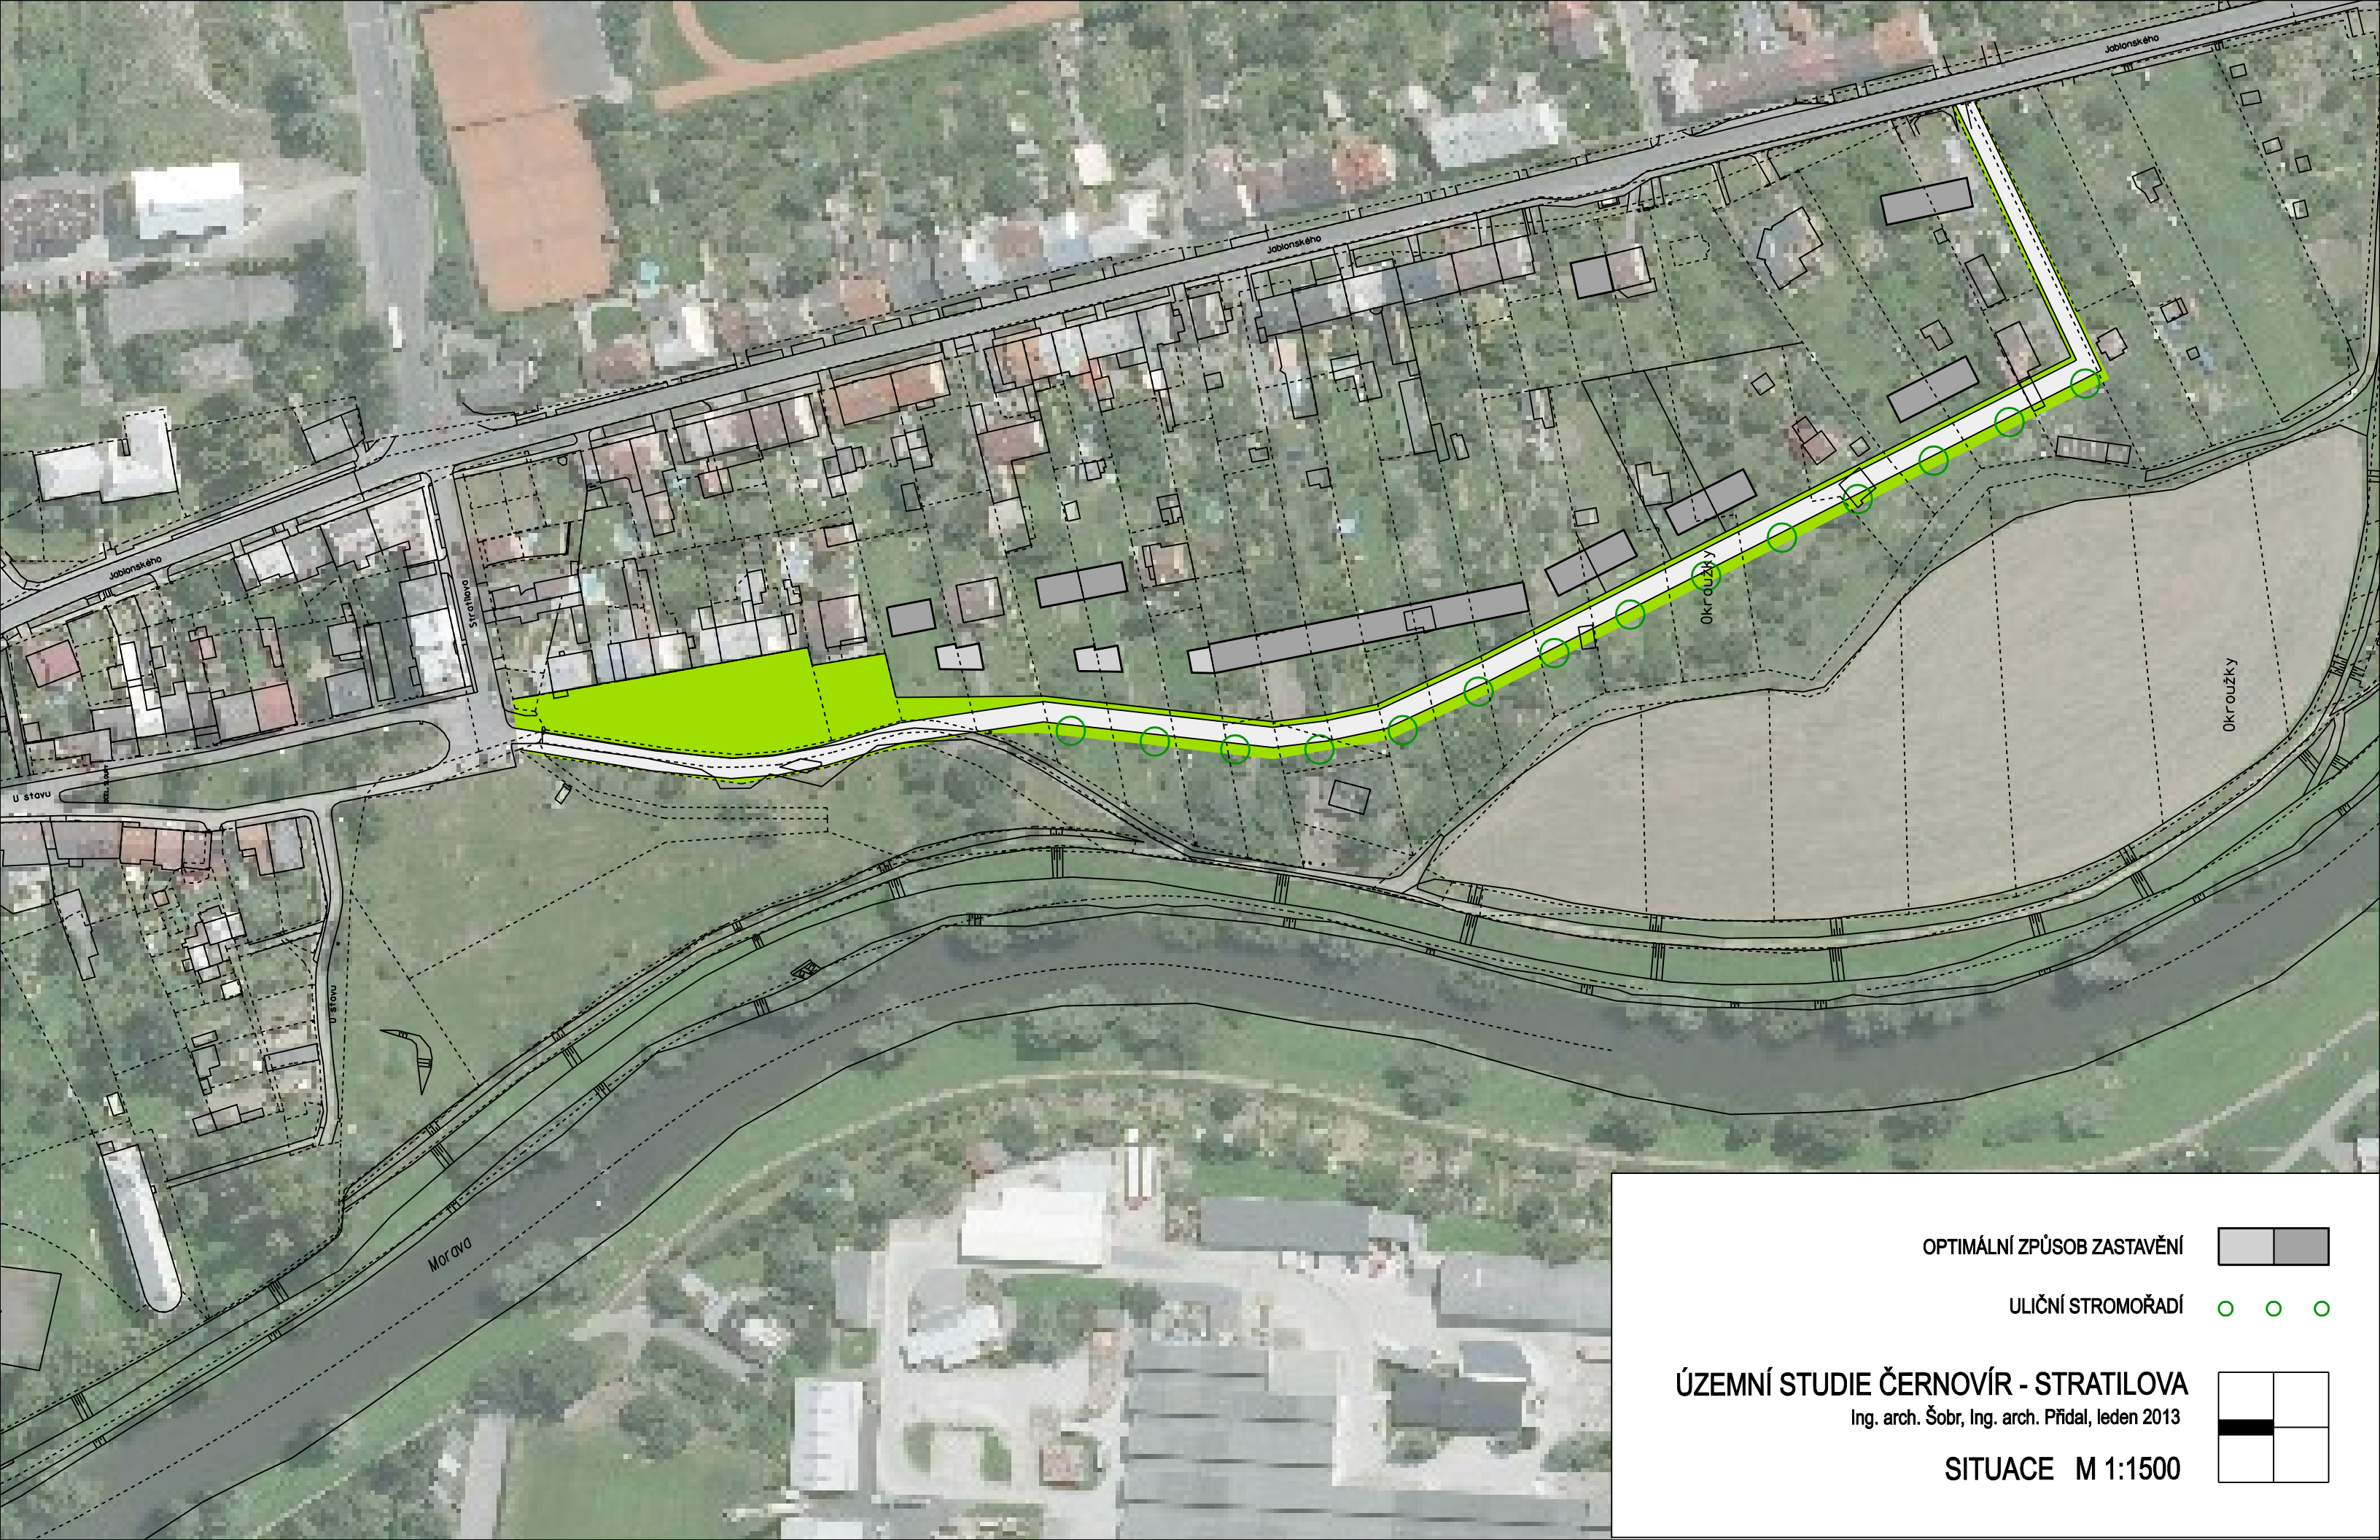 Jablonského
Jablonského
Jablonského
Stratilova
Okroužky
Okroužky
U stavu
U stavu
Morava
OPTIMÁLNÍ ZPŮSOB ZASTAVĚNÍ
ULIČNÍ STROMOŘADÍ
ÚZEMNÍ STUDIE ČERNOVÍR - STRATILOVA
Ing. arch. Šobr, Ing. arch. Přidal, leden 2013
SITUACE M 1:1500